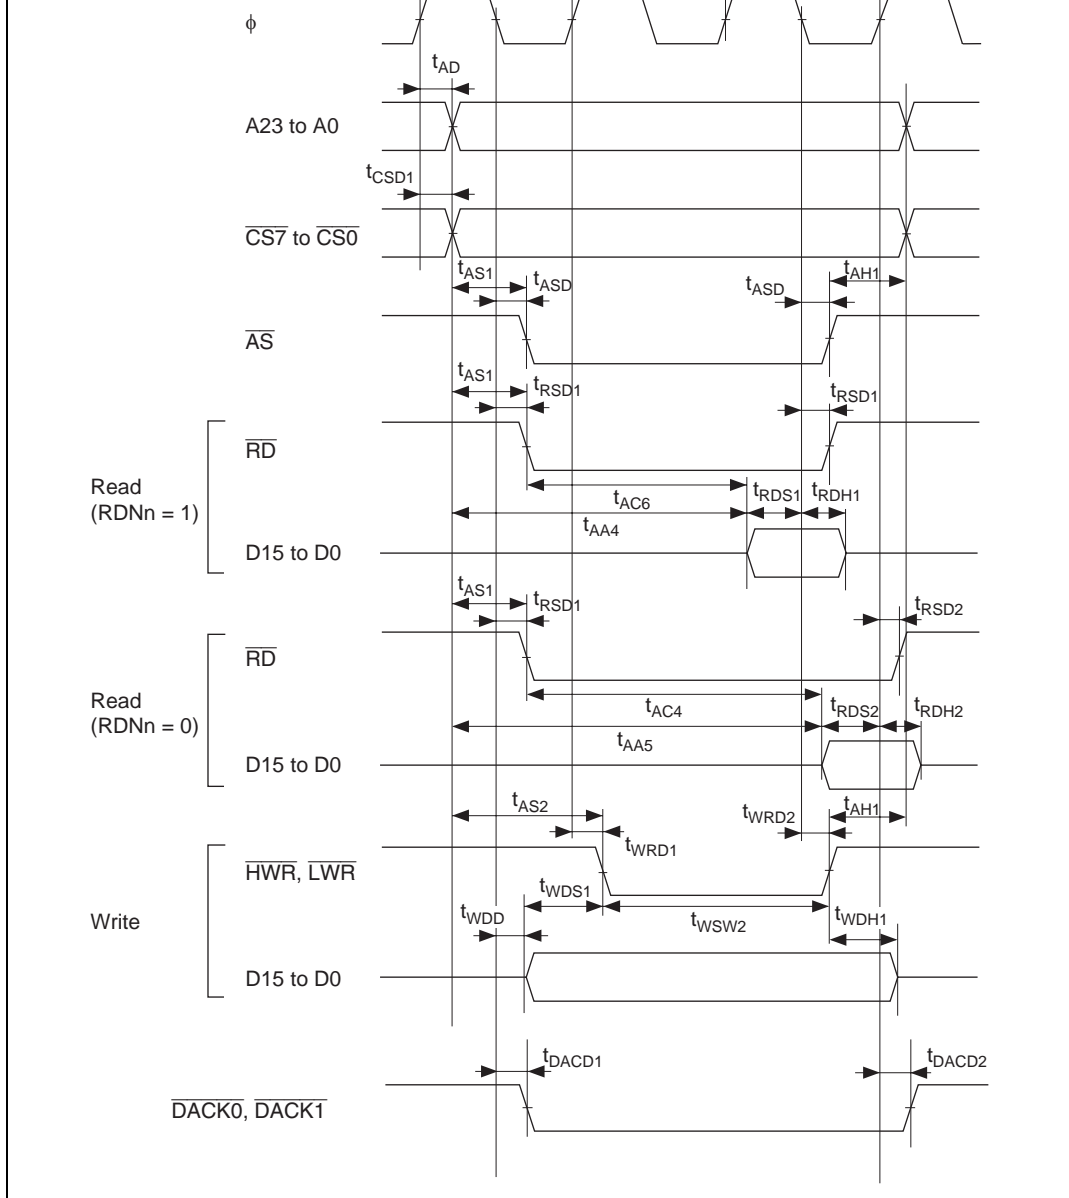 ϕ
tAD
A23 to A0
tCSD1
CS7 to CS0
tAS1
tASD
tASD
tAH1
AS
tAS1
tRSD1
tRSD1
RD
Read
(RDNn = 1)
tAC6
tRDS1
tRDH1
tAA4
D15 to D0
tAS1
tRSD1
tRSD2
RD
Read
(RDNn = 0)
tAC4
tRDS2
tRDH2
tAA5
D15 to D0
tAS2
tWRD2
tAH1
tWRD1
HWR, LWR
tWDS1
tWSW2
tWDH1
tWDD
Write
D15 to D0
tDACD1
tDACD2
DACK0, DACK1